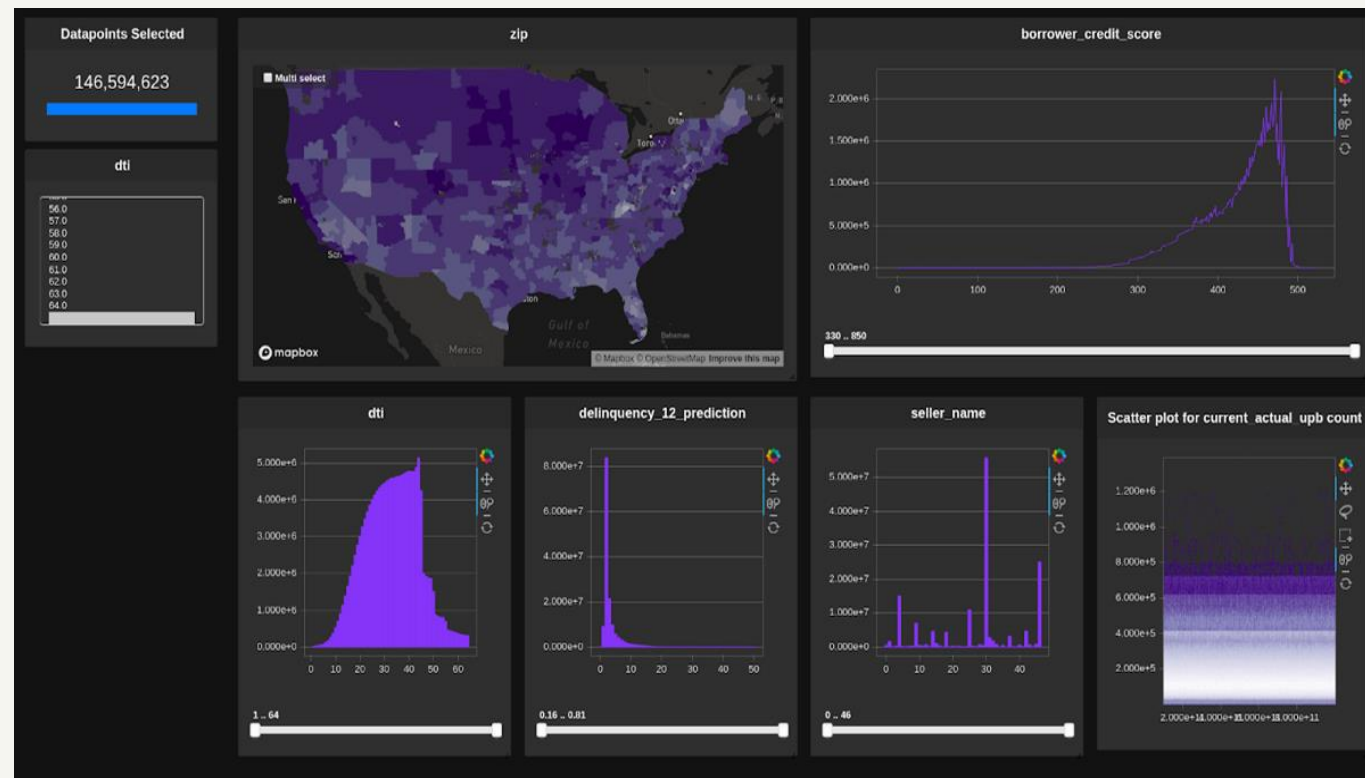 Datapoints Selected
146,594,623
dti
56.0
57.0
58.0
59.0
60.0
61.0
62.0
63.0
64.0
zip
Multi select
Otta
Toro
San
San
ston
Gulf of
Mexico
Mexico
Bahamas
mapbox
© Mapbox © OpenStreetMap Improve this map
borrower_credit_score
2.000e+6
1.500e+6
1.000e+6
5.000e+5
0.000e+0
0 100 200 300 400 500
330 .. 850
dti
5.000e+6
4.000e+6
3.000e+6
2.000e+6
1.000e+6
0.000e+0
0 10 20 30 40 50 60
1 .. 64
delinquency_12_prediction
8.000e+7
6.000e+7
4.000e+7
2.000e+7
0.000e+0
0 10 20 30 40 50
0.16 .. 0.81
seller_name
5.000e+7
4.000e+7
3.000e+7
2.000e+7
1.000e+7
0.000e+0
0 10 20 30 40
0 .. 46
Scatter plot for current_actual_upb count
1.200e+6
1.000e+6
8.000e+5
6.000e+5
4.000e+5
2.000e+5